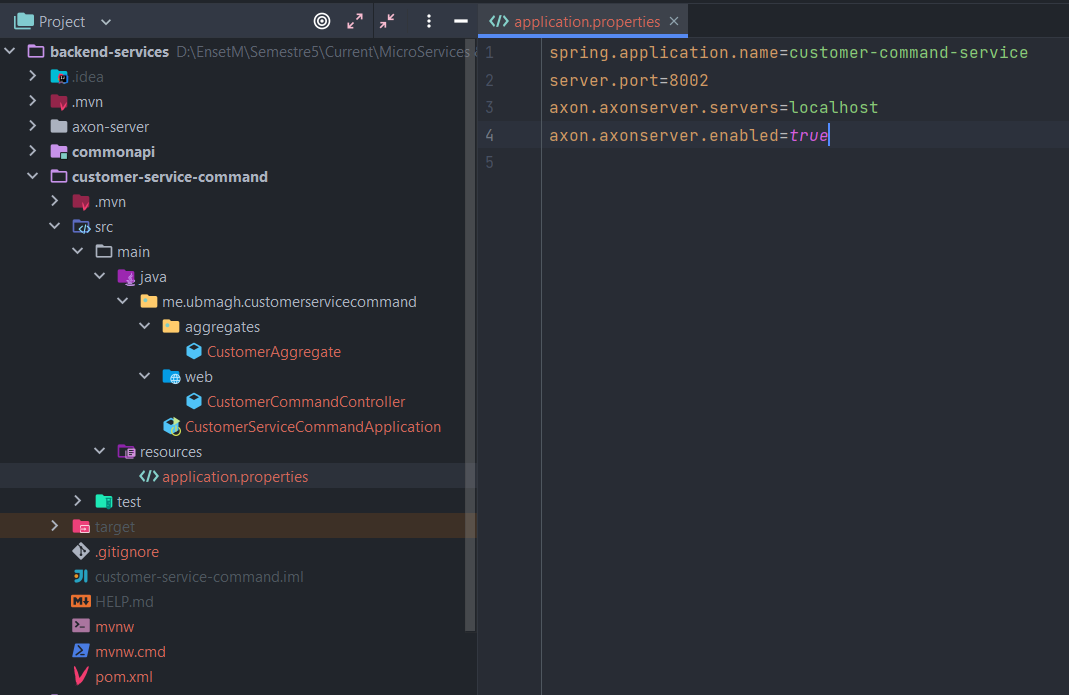 Project
backend-services D:\EnsetM\Semestre5\Current\MicroServices
.idea
.mvn
axon-server
commonapi
customer-service-command
.mvn
src
main
java
me.ubmagh.customerservicecommand
aggregates
CustomerAggregate
web
CustomerCommandController
CustomerServiceCommandApplication
resources
application.properties
test
target
.gitignore
customer-service-command.iml
HELP.md
mvnw
mvnw.cmd
pom.xml
application.properties
1 spring.application.name=customer-command-service
2 server.port=8002
3 axon.axonserver.servers=localhost
4 axon.axonserver.enabled=true
5